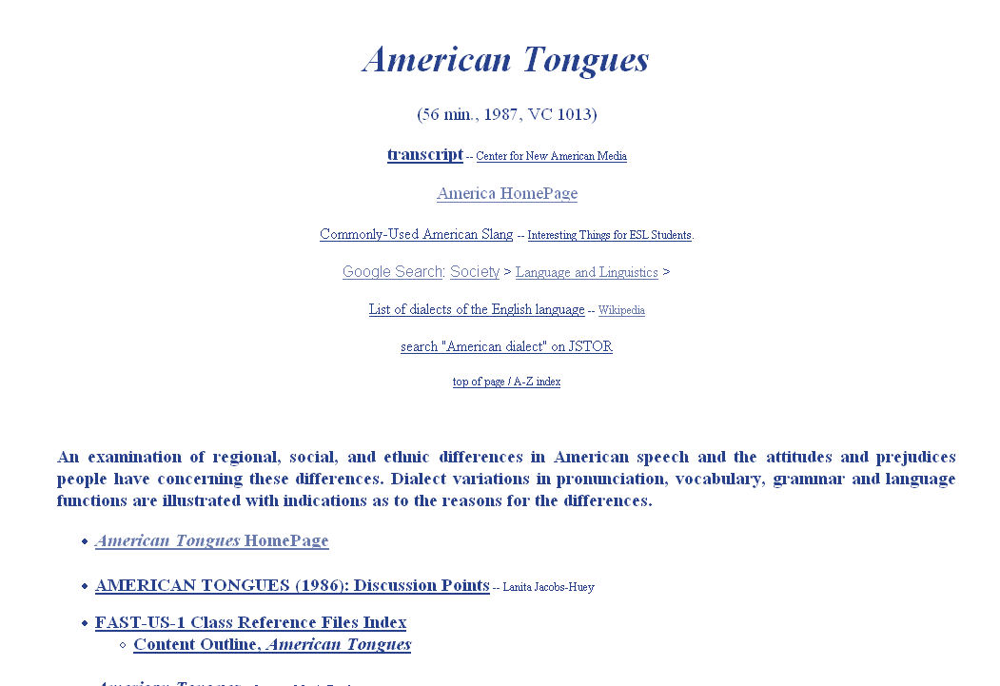 American Tongues
(56 min., 1987, VC 1013)
transcript -- Center for New American Media
America HomePage
Commonly-Used American Slang -- Interesting Things for ESL Students.
Google Search: Society > Language and Linguistics >
List of dialects of the English language -- Wikipedia
search "American dialect" on JSTOR
top of page / A-Z index
An examination of regional, social, and ethnic differences in American speech and the attitudes and prejudices
people have concerning these differences. Dialect variations in pronunciation, vocabulary, grammar and language
functions are illustrated with indications as to the reasons for the differences.
American Tongues HomePage
AMERICAN TONGUES (1986): Discussion Points -- Lanita Jacobs-Huey
FAST-US-1 Class Reference Files Index
Content Outline, American Tongues
American Tongues